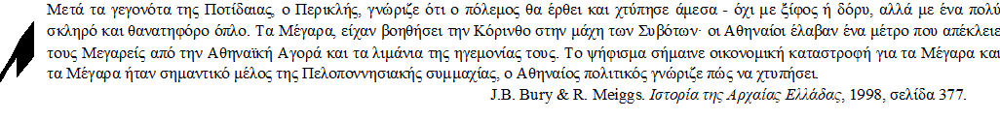 Μετά τα γεγονότα της Ποτίδαιας, ο Περικλής, γνώριζε ότι ο πόλεμος θα έρθει και χτύπησε άμεσα - όχι με ξίφος ή δόρυ, αλλά με ένα πολύ
σκληρό και θανατηφόρο όπλο. Τα Μέγαρα, είχαν βοηθήσει την Κόρινθο στην μάχη των Συβότων· οι Αθηναίοι έλαβαν ένα μέτρο που απέκλειε
τους Μεγαρείς από την Αθηναϊκή Αγορά και τα λιμάνια της ηγεμονίας τους. Το ψήφισμα σήμαινε οικονομική καταστροφή για τα Μέγαρα και
τα Μέγαρα ήταν σημαντικό μέλος της Πελοποννησιακής συμμαχίας, ο Αθηναίος πολιτικός γνώριζε πώς να χτυπήσει.
J.B. Bury & R. Meiggs. Ιστορία της Αρχαίας Ελλάδας, 1998, σελίδα 377.